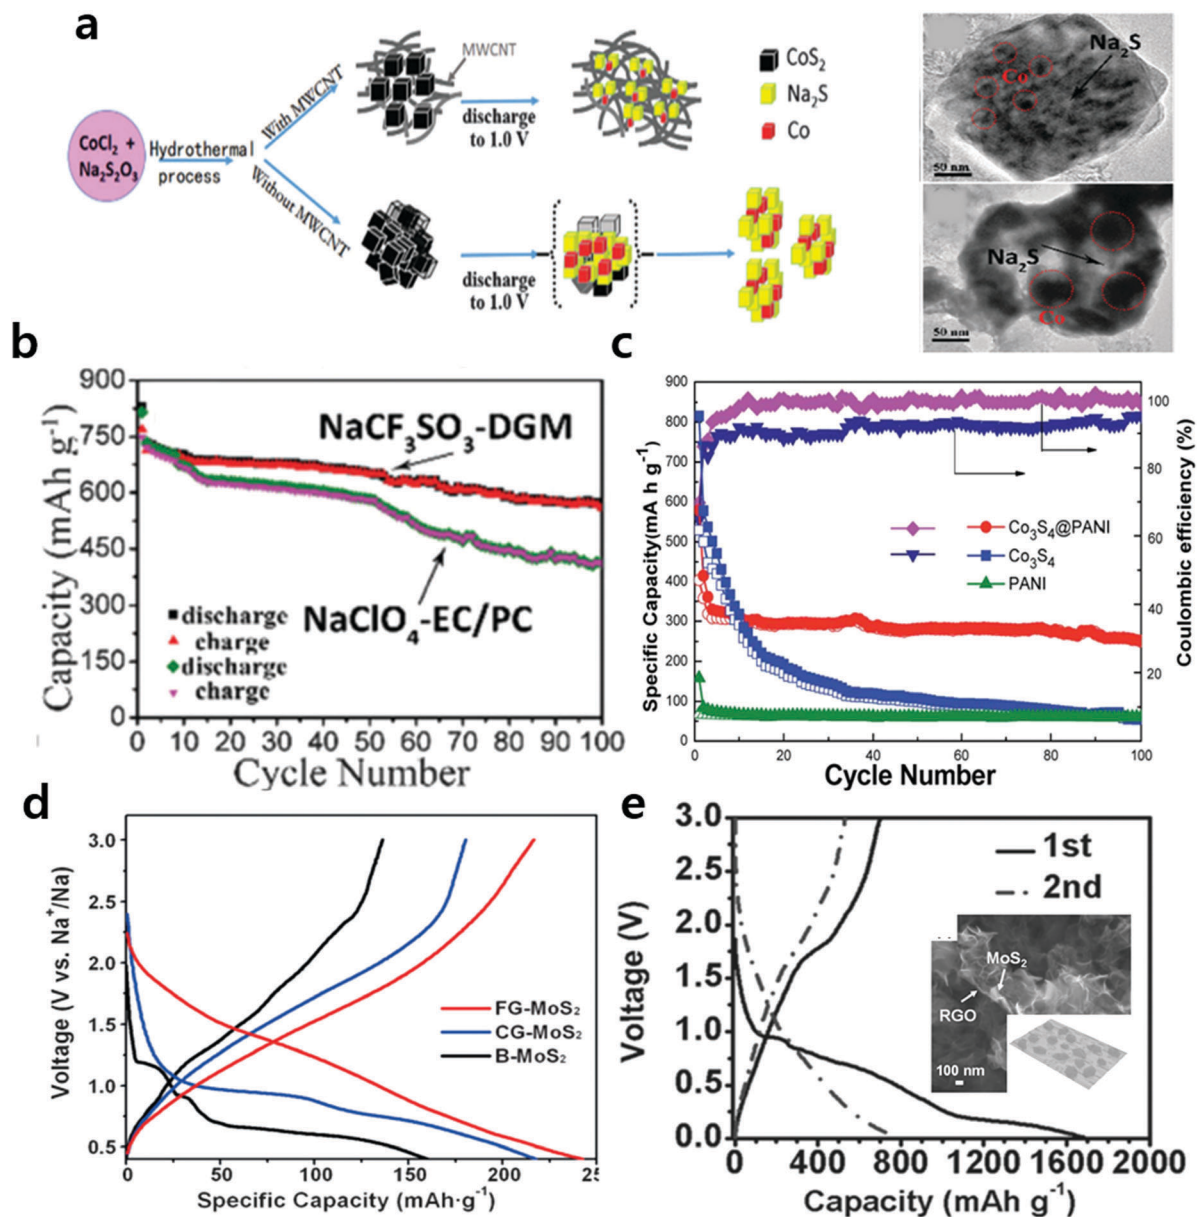 a
CoCl2 +
Na2S2O3
Hydrothermal
process
With MWCNT
Without MWCNT
MWCNT
discharge
to 1.0 V
discharge
to 1.0 V
CoS2
Na2S
Co
Na2S
Co
50 nm
Na2S
Co
50 nm
b
Capacity (mAh g-1)
900
750
600
450
300
150
0
NaCF3SO3-DGM
NaClO4-EC/PC
discharge
charge
discharge
charge
0 10 20 30 40 50 60 70 80 90 100
Cycle Number
c
Specific Capacity(mA h g-1)
900
800
700
600
500
400
300
200
100
0
Co3S4@PANI
Co3S4
PANI
100
80
60
40
20
Coulombic efficiency (%)
0 20 40 60 80 100
Cycle Number
d
Voltage (V vs. Na+/Na)
3.0
2.5
2.0
1.5
1.0
0.5
FG-MoS2
CG-MoS2
B-MoS2
0 50 100 150 200 25
Specific Capacity (mAh·g-1)
e
Voltage (V)
3.0
2.5
2.0
1.5
1.0
0.5
0.0
1st
2nd
MoS2
RGO
100 nm
0 400 800 1200 1600 2000
Capacity (mAh g-1)